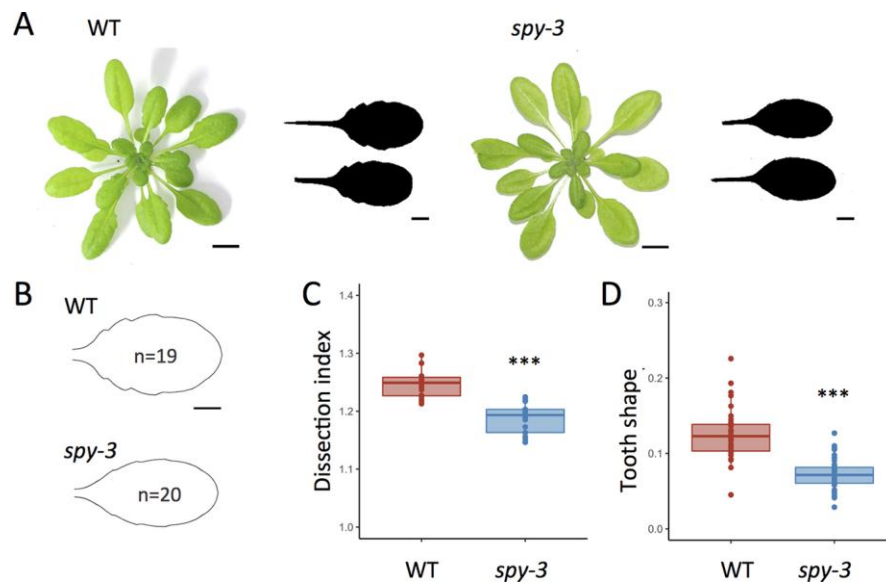 A WT spy-3
B
WT
n=19
spy-3
n=20
C
Dissection index
1.4
1.3
1.2
1.1
1.0
***
WT spy-3
D
Tooth shape
0.3
0.2
0.1
0.0
***
WT spy-3